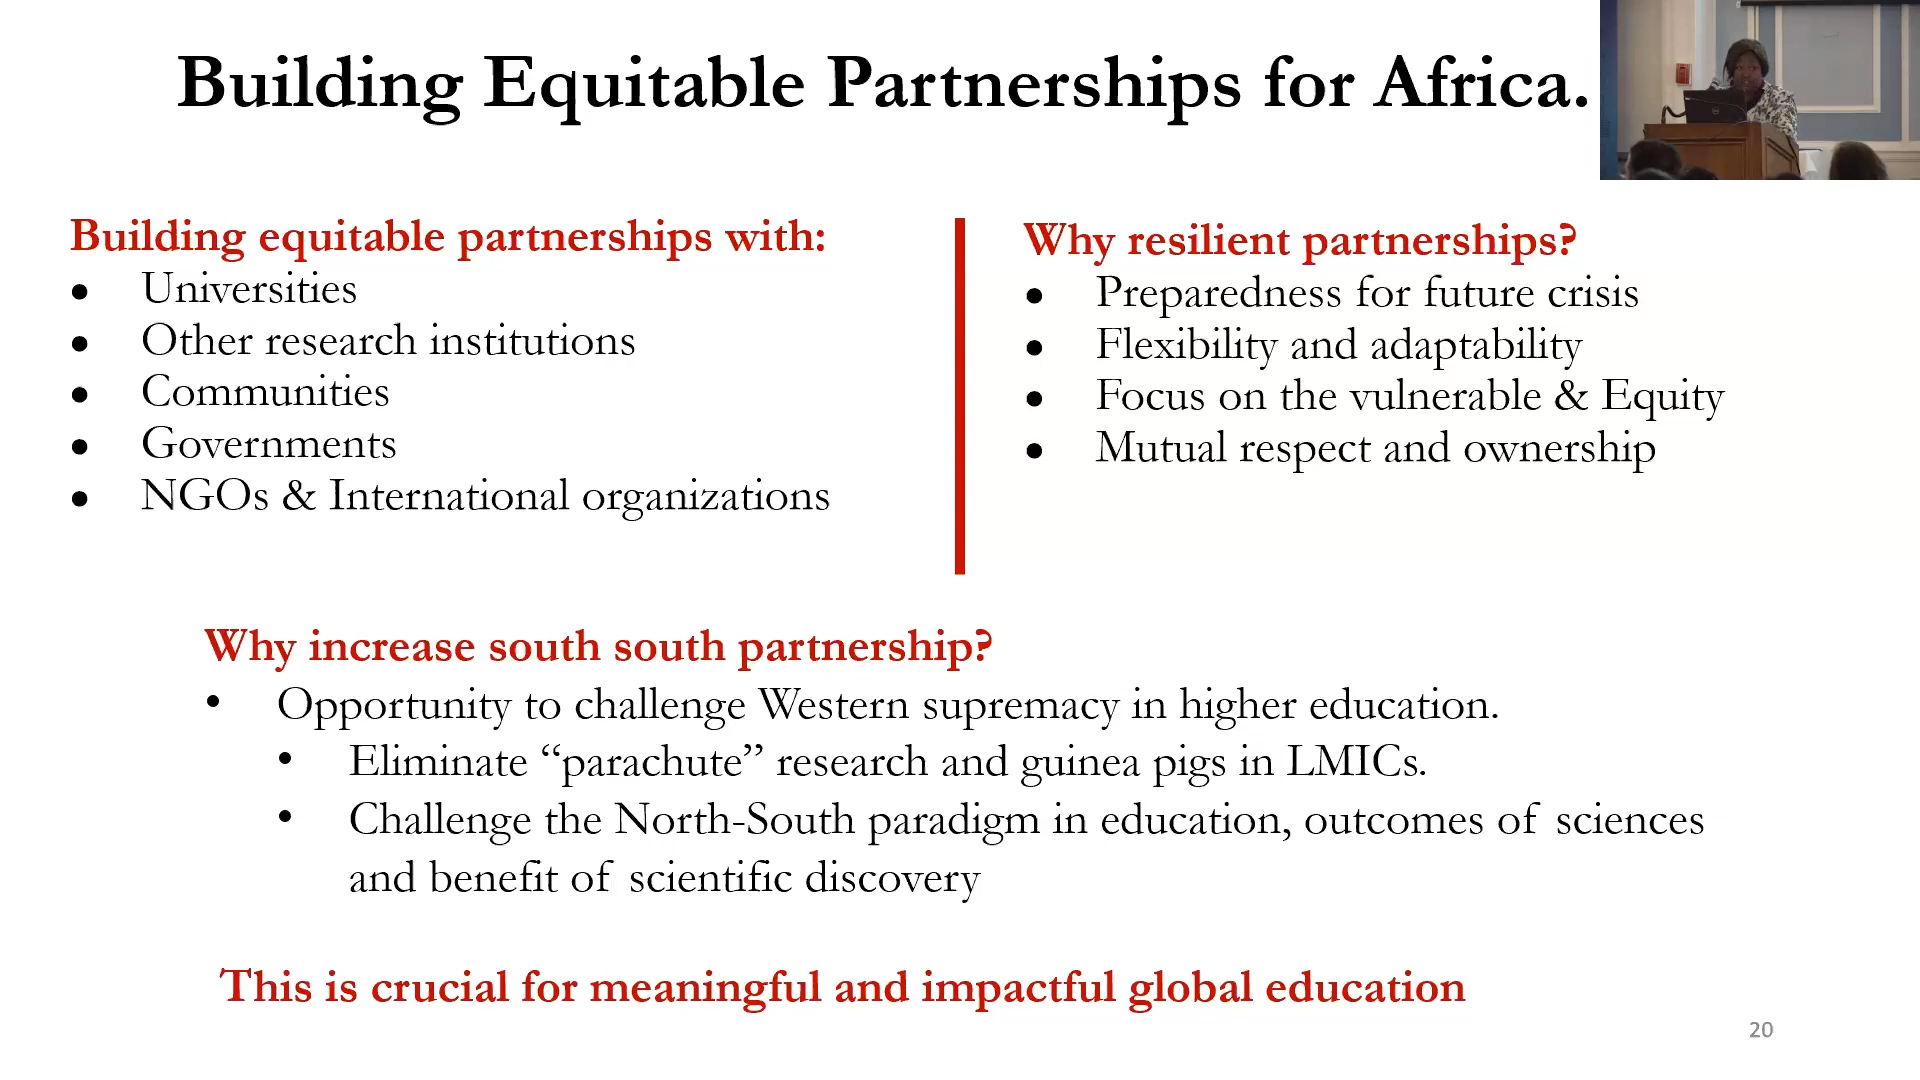 Building Equitable Partnerships for Africa.
Building equitable partnerships with:
● Universities
● Other research institutions
● Communities
● Governments
● NGOs & International organizations
Why resilient partnerships?
● Preparedness for future crisis
● Flexibility and adaptability
● Focus on the vulnerable & Equity
● Mutual respect and ownership
Why increase south south partnership?
• Opportunity to challenge Western supremacy in higher education.
• Eliminate “parachute” research and guinea pigs in LMICs.
• Challenge the North-South paradigm in education, outcomes of sciences
and benefit of scientific discovery
This is crucial for meaningful and impactful global education
20